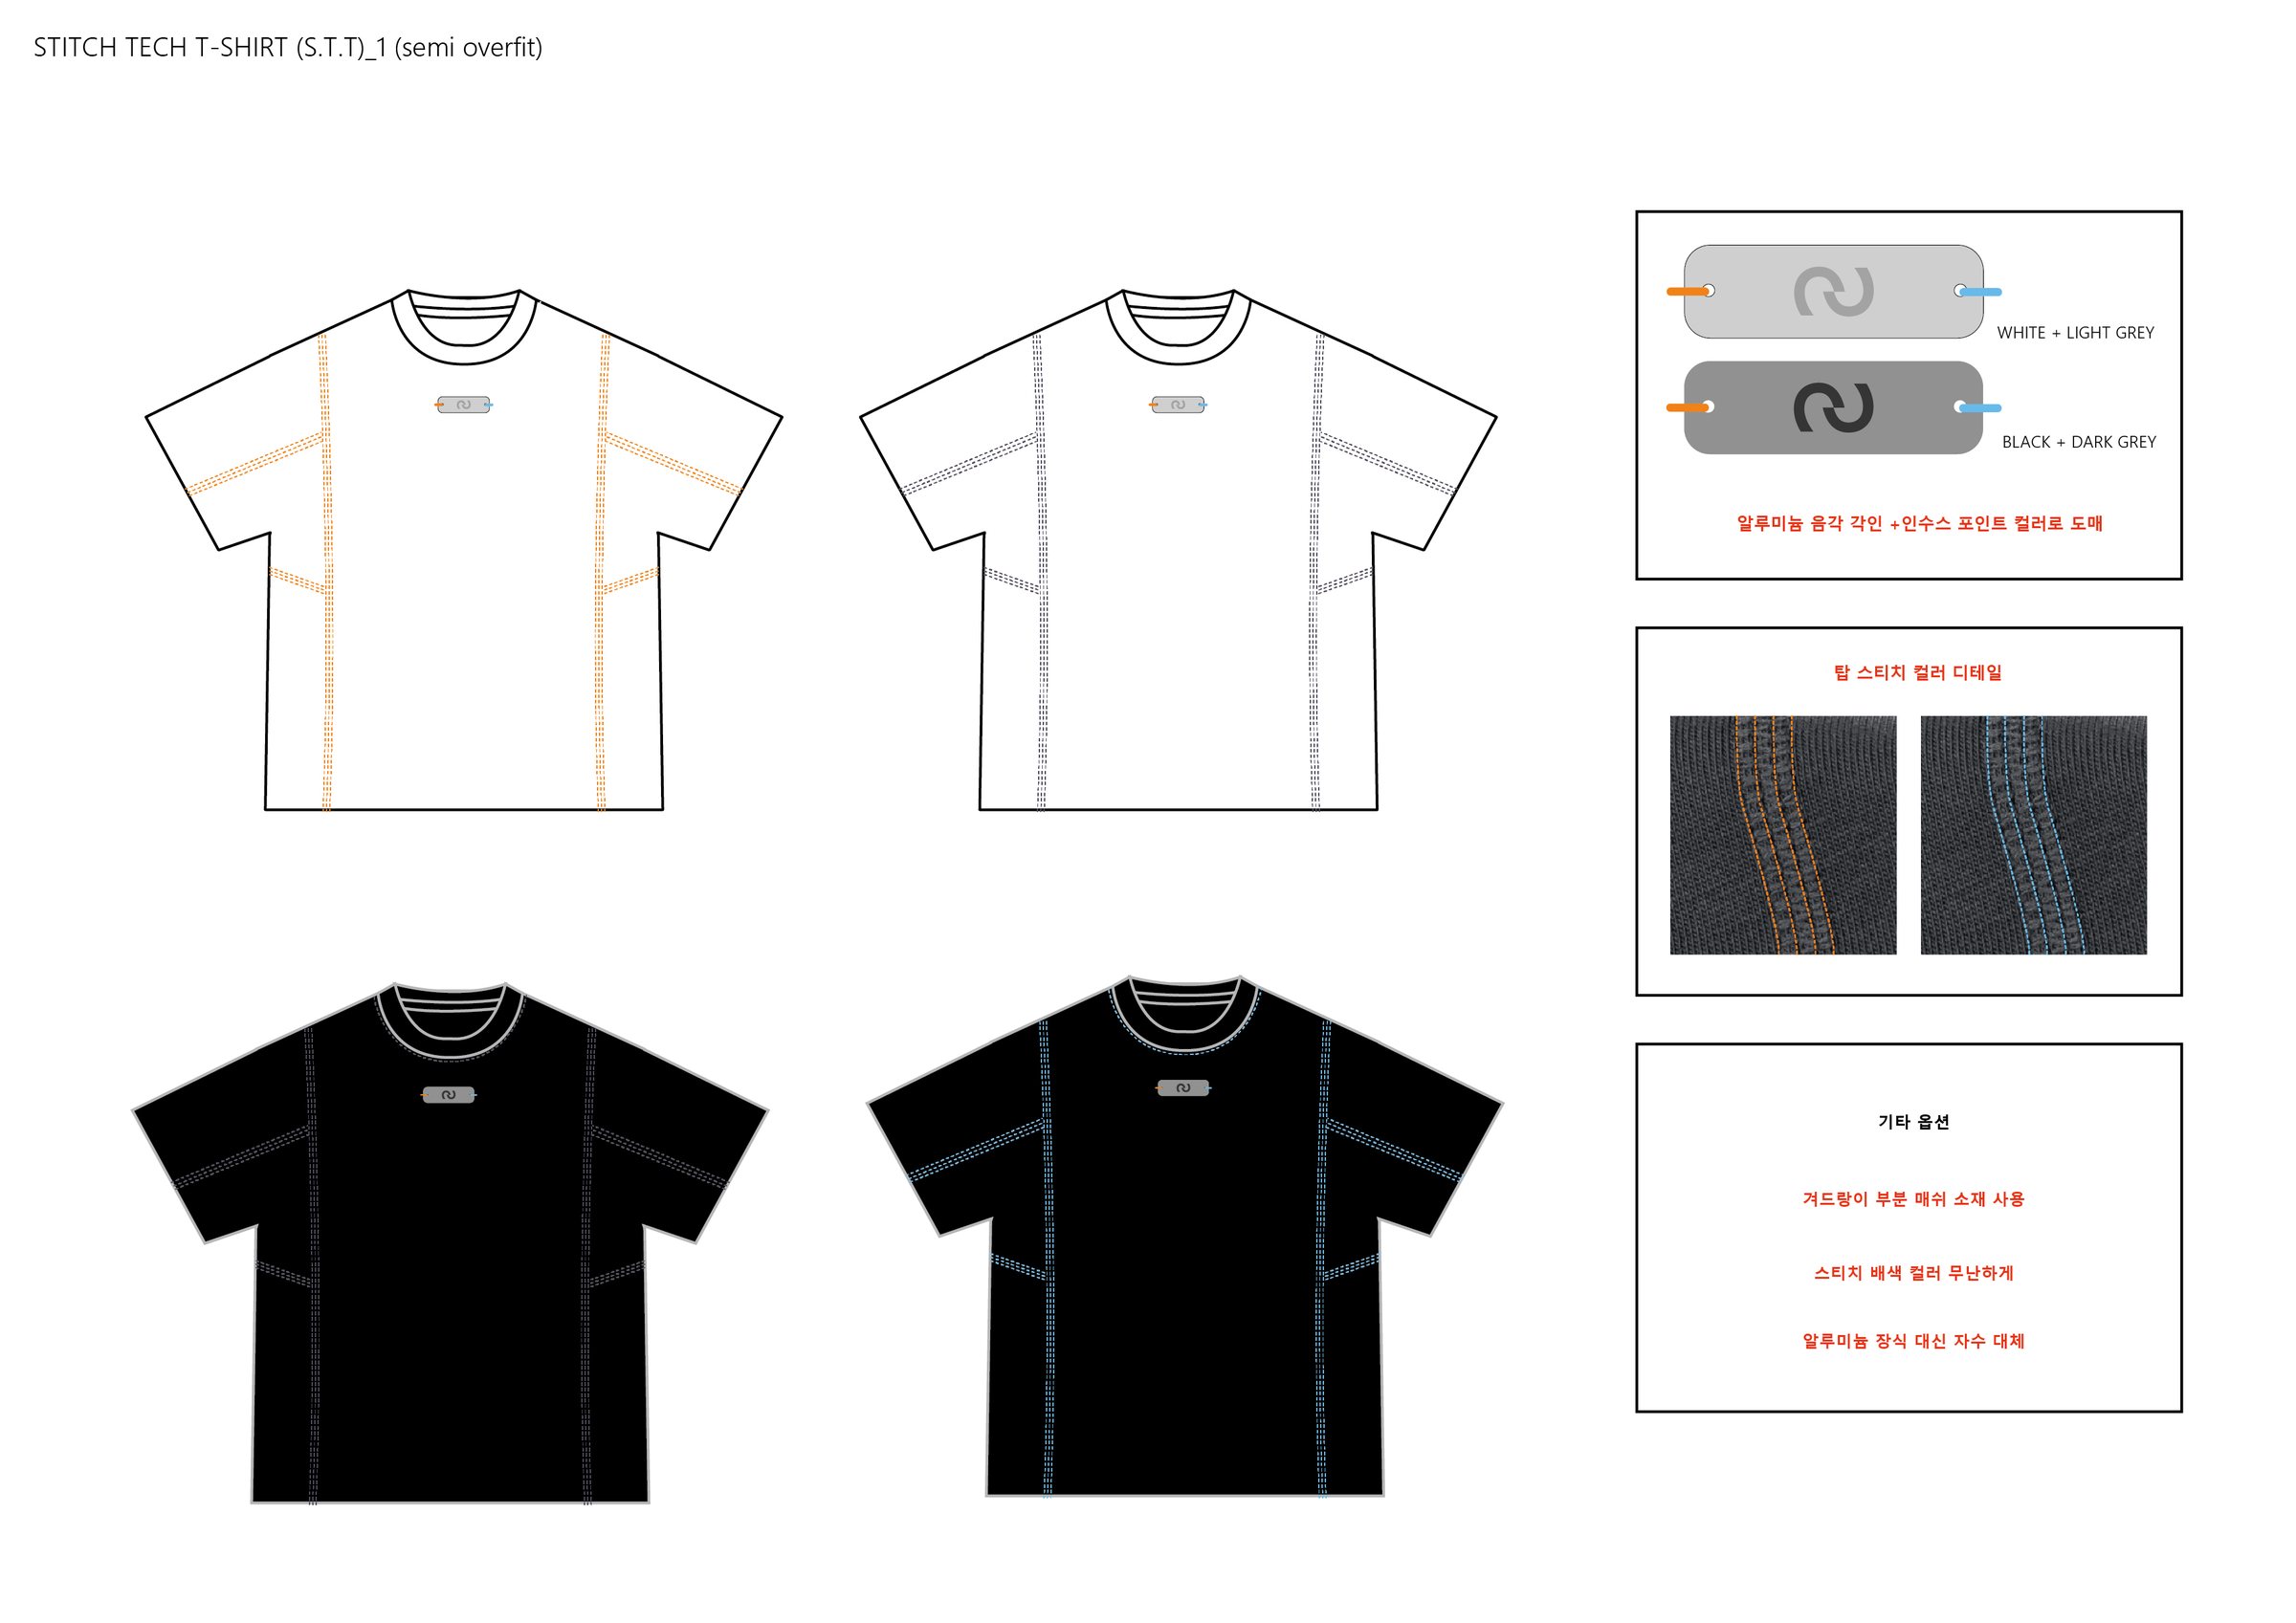 STITCH TECH T-SHIRT (S.T.T)_1 (semi overfit)
WHITE + LIGHT GREY
BLACK + DARK GREY
알루미늄 음각 각인 +인수스 포인트 컬러로 도매
탑 스티치 컬러 디테일
기타 옵션
겨드랑이 부분 매쉬 소재 사용
스티치 배색 컬러 무난하게
알루미늄 장식 대신 자수 대체